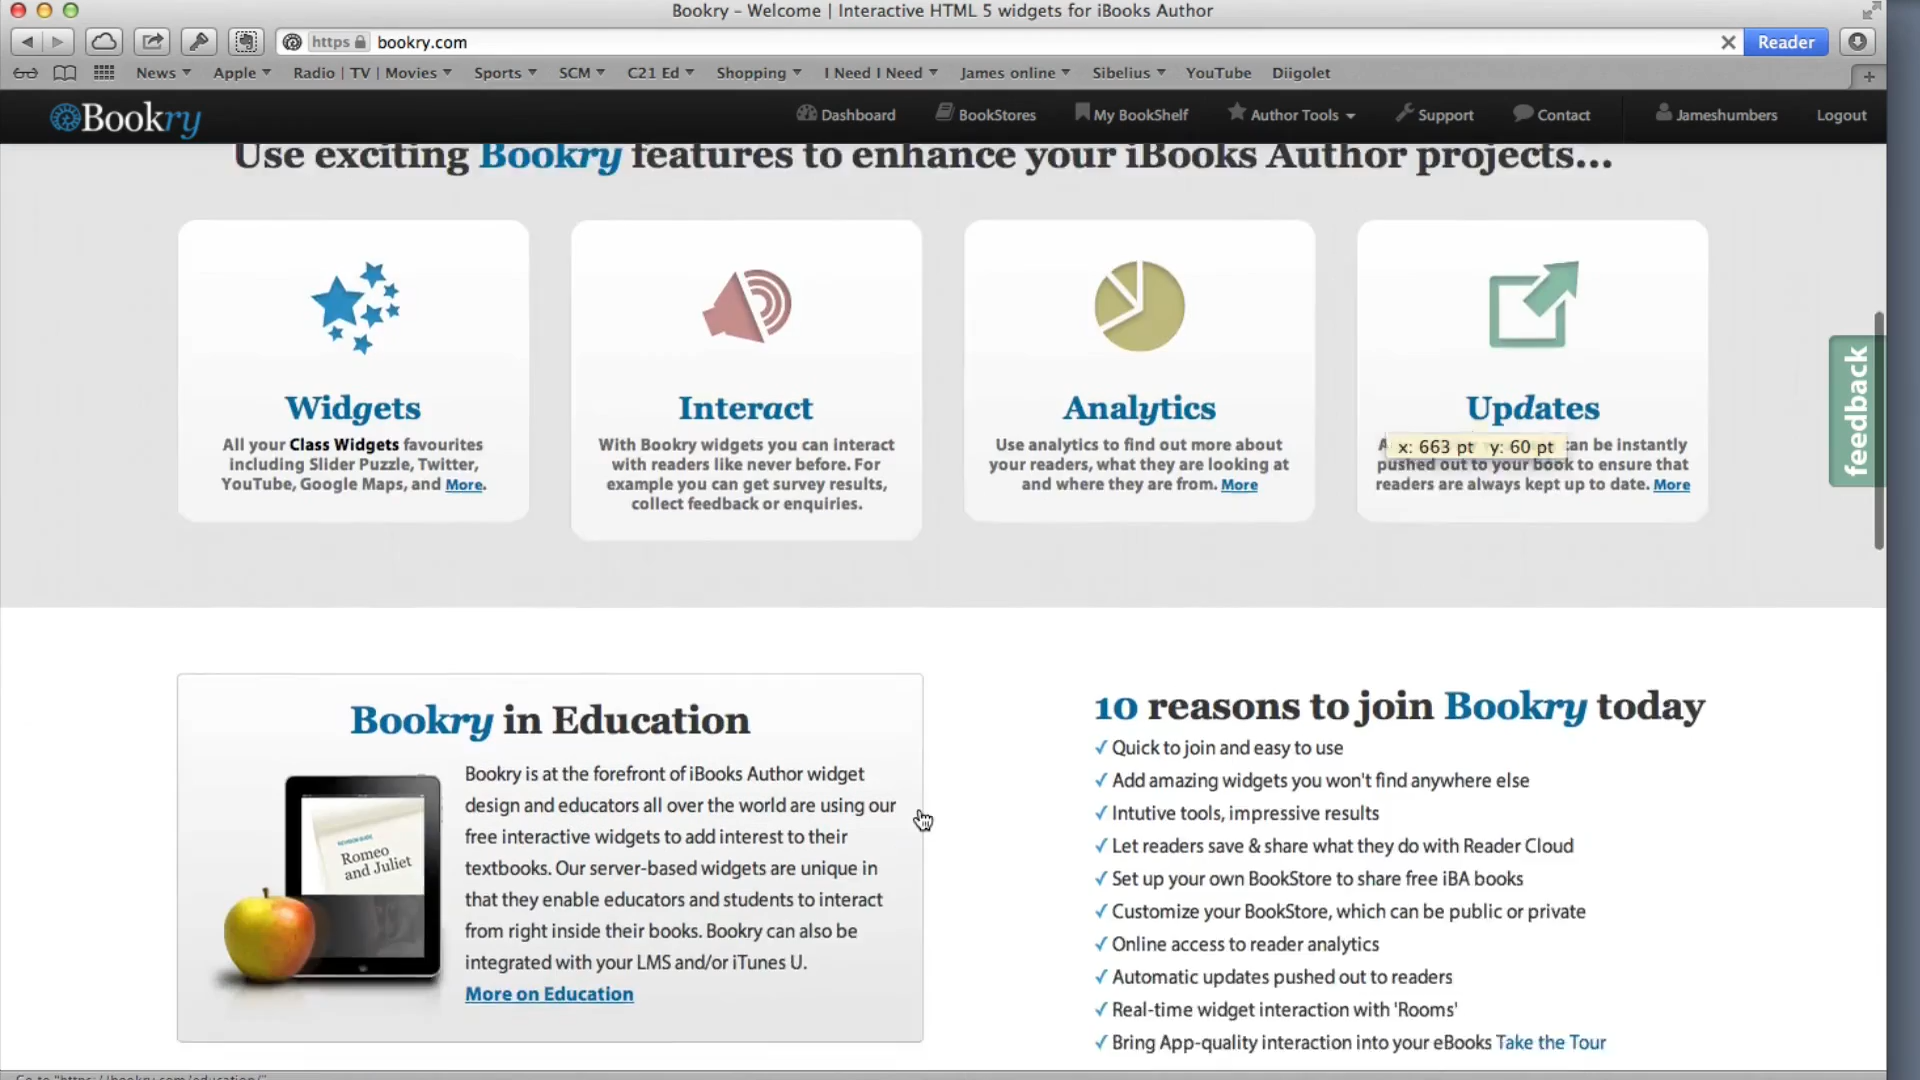 Bookry - Welcome | Interactive HTML 5 widgets for iBooks Author
https bookry.com Reader
News Apple Radio | TV | Movies Sports SCM C21 Ed Shopping I Need I Need James online Sibelius YouTube Diigolet
Bookry Dashboard BookStores My BookShelf Author Tools Support Contact Jameshumbers Logout
Use exciting Bookry features to enhance your iBooks Author projects...
Widgets
All your Class Widgets favourites
including Slider Puzzle, Twitter,
YouTube, Google Maps, and More.
Interact
With Bookry widgets you can interact
with readers like never before. For
example you can get survey results,
collect feedback or enquiries.
Analytics
Use analytics to find out more about
your readers, what they are looking at
and where they are from. More
Updates
x: 663 pt y: 60 pt can be instantly
pushed out to your book to ensure that
readers are always kept up to date. More
feedback
Bookry in Education
Romeo
and Juliet
Bookry is at the forefront of iBooks Author widget
design and educators all over the world are using our
free interactive widgets to add interest to their
textbooks. Our server-based widgets are unique in
that they enable educators and students to interact
from right inside their books. Bookry can also be
integrated with your LMS and/or iTunes U.
More on Education
10 reasons to join Bookry today
✓ Quick to join and easy to use
✓ Add amazing widgets you won't find anywhere else
✓ Intutive tools, impressive results
✓ Let readers save & share what they do with Reader Cloud
✓ Set up your own BookStore to share free iBA books
✓ Customize your BookStore, which can be public or private
✓ Online access to reader analytics
✓ Automatic updates pushed out to readers
✓ Real-time widget interaction with 'Rooms'
✓ Bring App-quality interaction into your eBooks Take the Tour